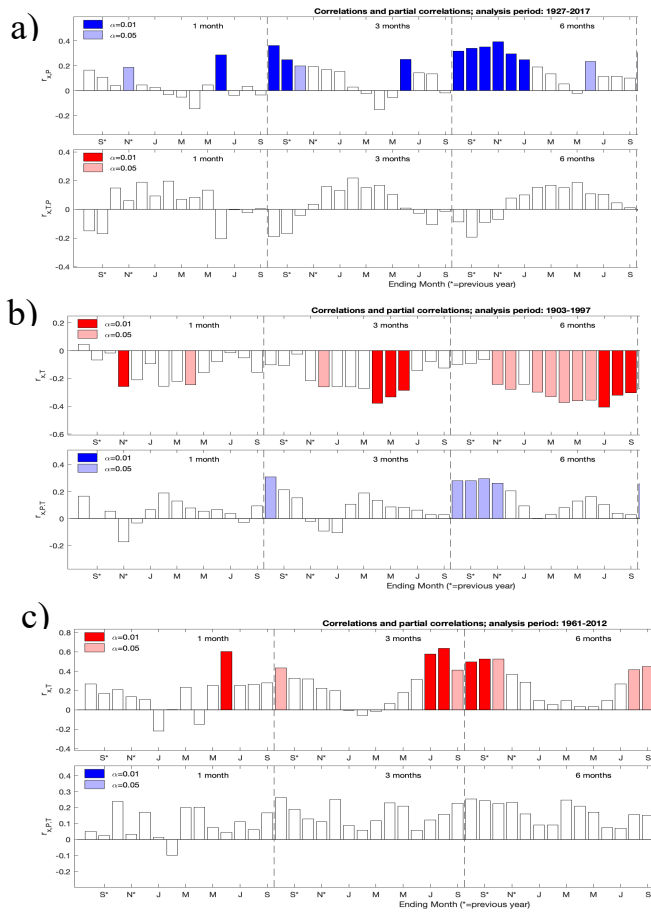 a)
Correlations and partial correlations; analysis period: 1927-2017
α=0.01
α=0.05
1 month
3 months
6 months
r_{x,P}
0.4
0.2
0
-0.2
S* N* J M M J S S* N* J M M J S S* N* J M M J S
α=0.01
α=0.05
1 month
3 months
6 months
r_{x,T.P}
0.4
0.2
0
-0.2
-0.4
S* N* J M M J S S* N* J M M J S S* N* J M M J S
Ending Month (*=previous year)
b)
Correlations and partial correlations; analysis period: 1903-1997
α=0.01
α=0.05
1 month
3 months
6 months
r_{x,T}
0.2
0
-0.2
-0.4
-0.6
S* N* J M M J S S* N* J M M J S S* N* J M M J S
α=0.01
α=0.05
1 month
3 months
6 months
r_{x,P.T}
0.4
0.2
0
-0.2
S* N* J M M J S S* N* J M M J S S* N* J M M J S
Ending Month (*=previous year)
c)
Correlations and partial correlations; analysis period: 1961-2012
α=0.01
α=0.05
1 month
3 months
6 months
r_{x,T}
0.8
0.6
0.4
0.2
0
-0.2
-0.4
S* N* J M M J S S* N* J M M J S S* N* J M M J S
α=0.01
α=0.05
1 month
3 months
6 months
r_{x,P.T}
0.4
0.3
0.2
0.1
0
-0.1
-0.2
S* N* J M M J S S* N* J M M J S S* N* J M M J S
Ending Month (*=previous year)